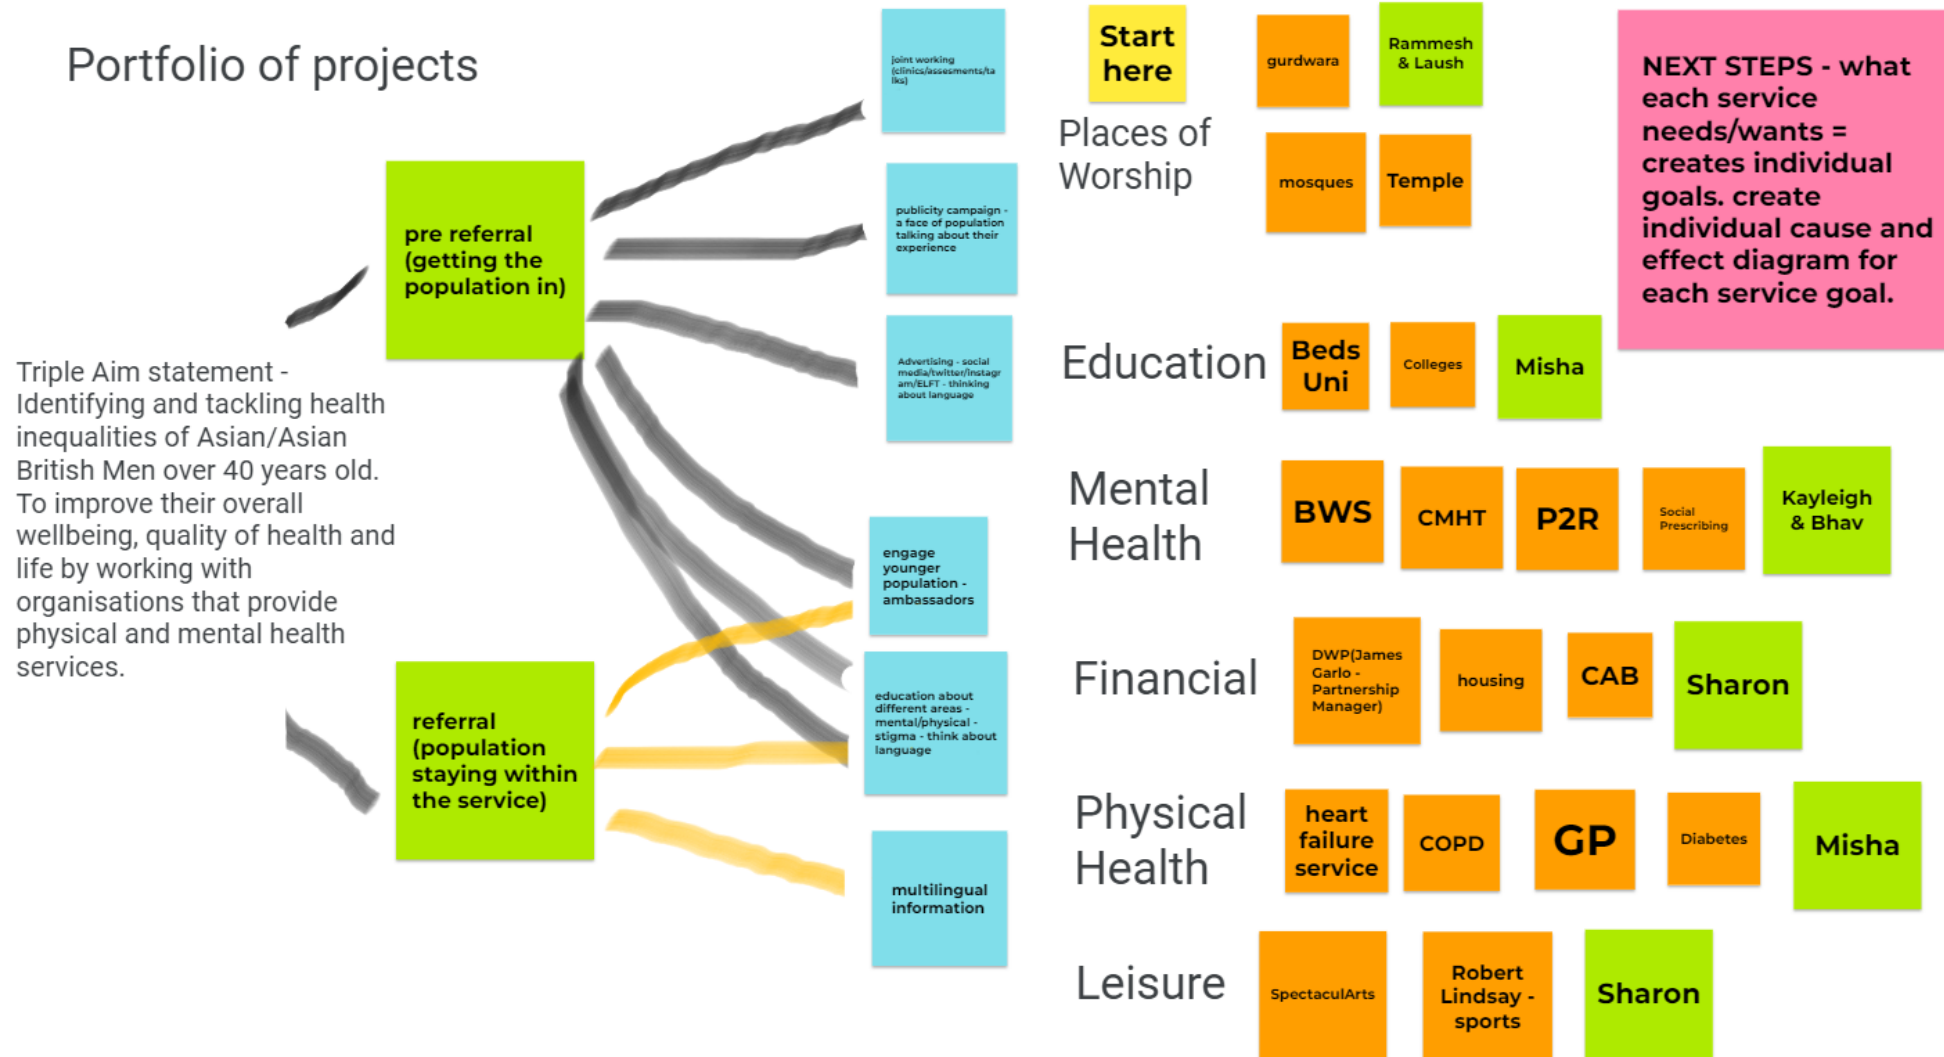 Portfolio of projects
Triple Aim statement -
Identifying and tackling health
inequalities of Asian/Asian
British Men over 40 years old.
To improve their overall
wellbeing, quality of health and
life by working with
organisations that provide
physical and mental health
services.
pre referral
(getting the
population in)
referral
(population
staying within
the service)
joint working
(clinics/assesments/ta
lks)
publicity campaign -
a face of population
talking about their
experience
Advertising - social
media/twitter/instagr
am/ELFT - thinking
about language
engage
younger
population -
ambassadors
education about
different areas -
mental/physical -
stigma - think about
language
multilingual
information
Start
here
Places of
Worship
gurdwara
Rammesh
& Laush
mosques
Temple
Education
Beds
Uni
Colleges
Misha
Mental
Health
BWS
CMHT
P2R
Social
Prescribing
Kayleigh
& Bhav
Financial
DWP(James
Garlo -
Partnership
Manager)
housing
CAB
Sharon
Physical
Health
heart
failure
service
COPD
GP
Diabetes
Misha
Leisure
SpectaculArts
Robert
Lindsay -
sports
Sharon
NEXT STEPS - what
each service
needs/wants =
creates individual
goals. create
individual cause and
effect diagram for
each service goal.